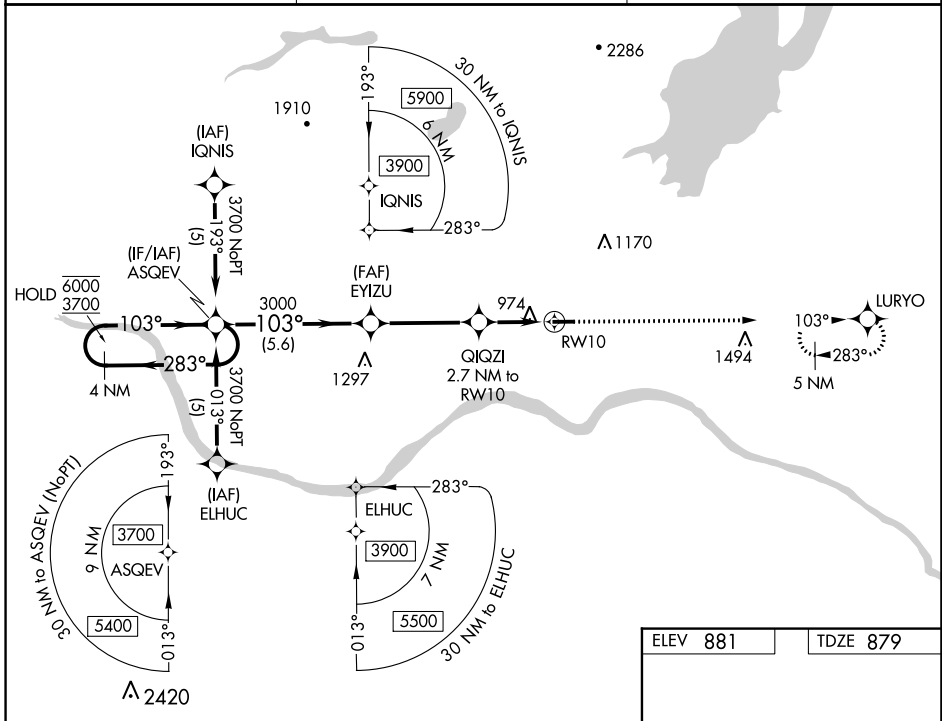 2286
1910
193°
5900
30 NM to IQNIS
6 NM
3900
IQNIS
283°
(IAF)
IQNIS
3700 NoPT
193°
(5)
(IF/IAF)
ASQEV
HOLD
6000
3700
103°
283°
4 NM
3000
103°
(5.6)
(FAF)
EYIZU
1297
974
QIQZI
2.7 NM to
RW10
RW10
1170
1494
LURYO
103°
283°
5 NM
3700 NoPT
013°
(5)
(IAF)
ELHUC
30 NM to ASQEV (NoPT)
193°
9 NM
3700
ASQEV
5400
013°
2420
283°
ELHUC
3900
7 NM
5500
013°
30 NM to ELHUC
ELEV 881
TDZE 879